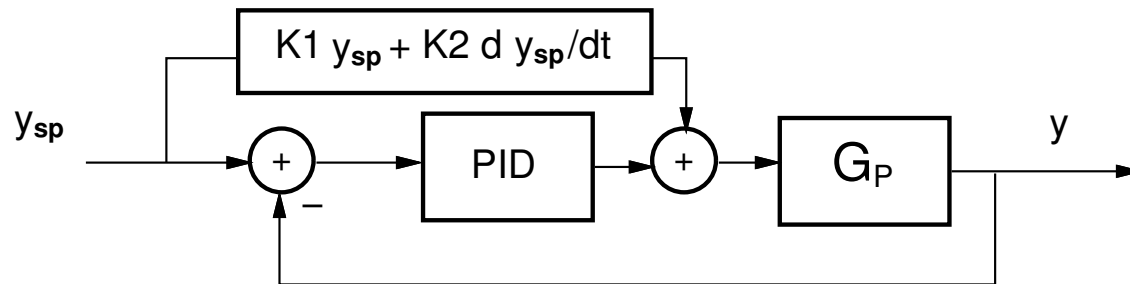 K1 ysp + K2 d ysp/dt
ysp
+
PID
+
GP
y
−